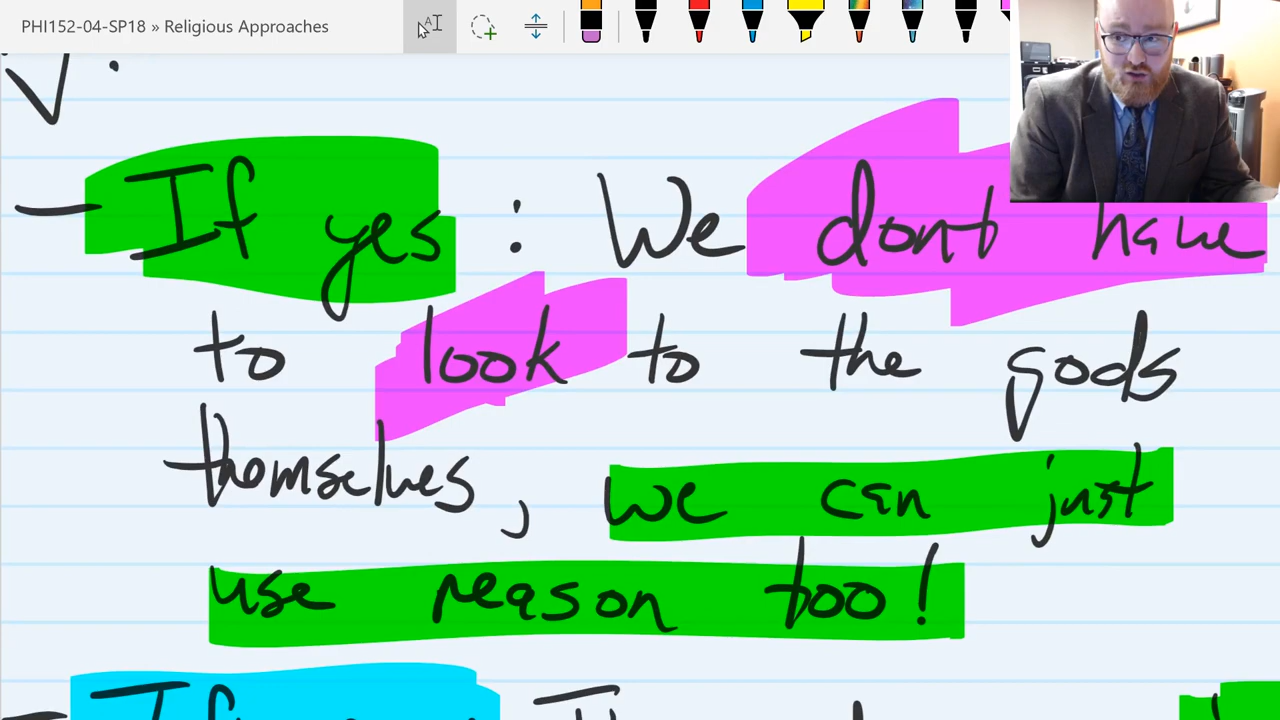 PHI152-04-SP18 » Religious Approaches
y.
- If yes : We dont have
to look to the gods
themselves, we can just
use reason too!
- If